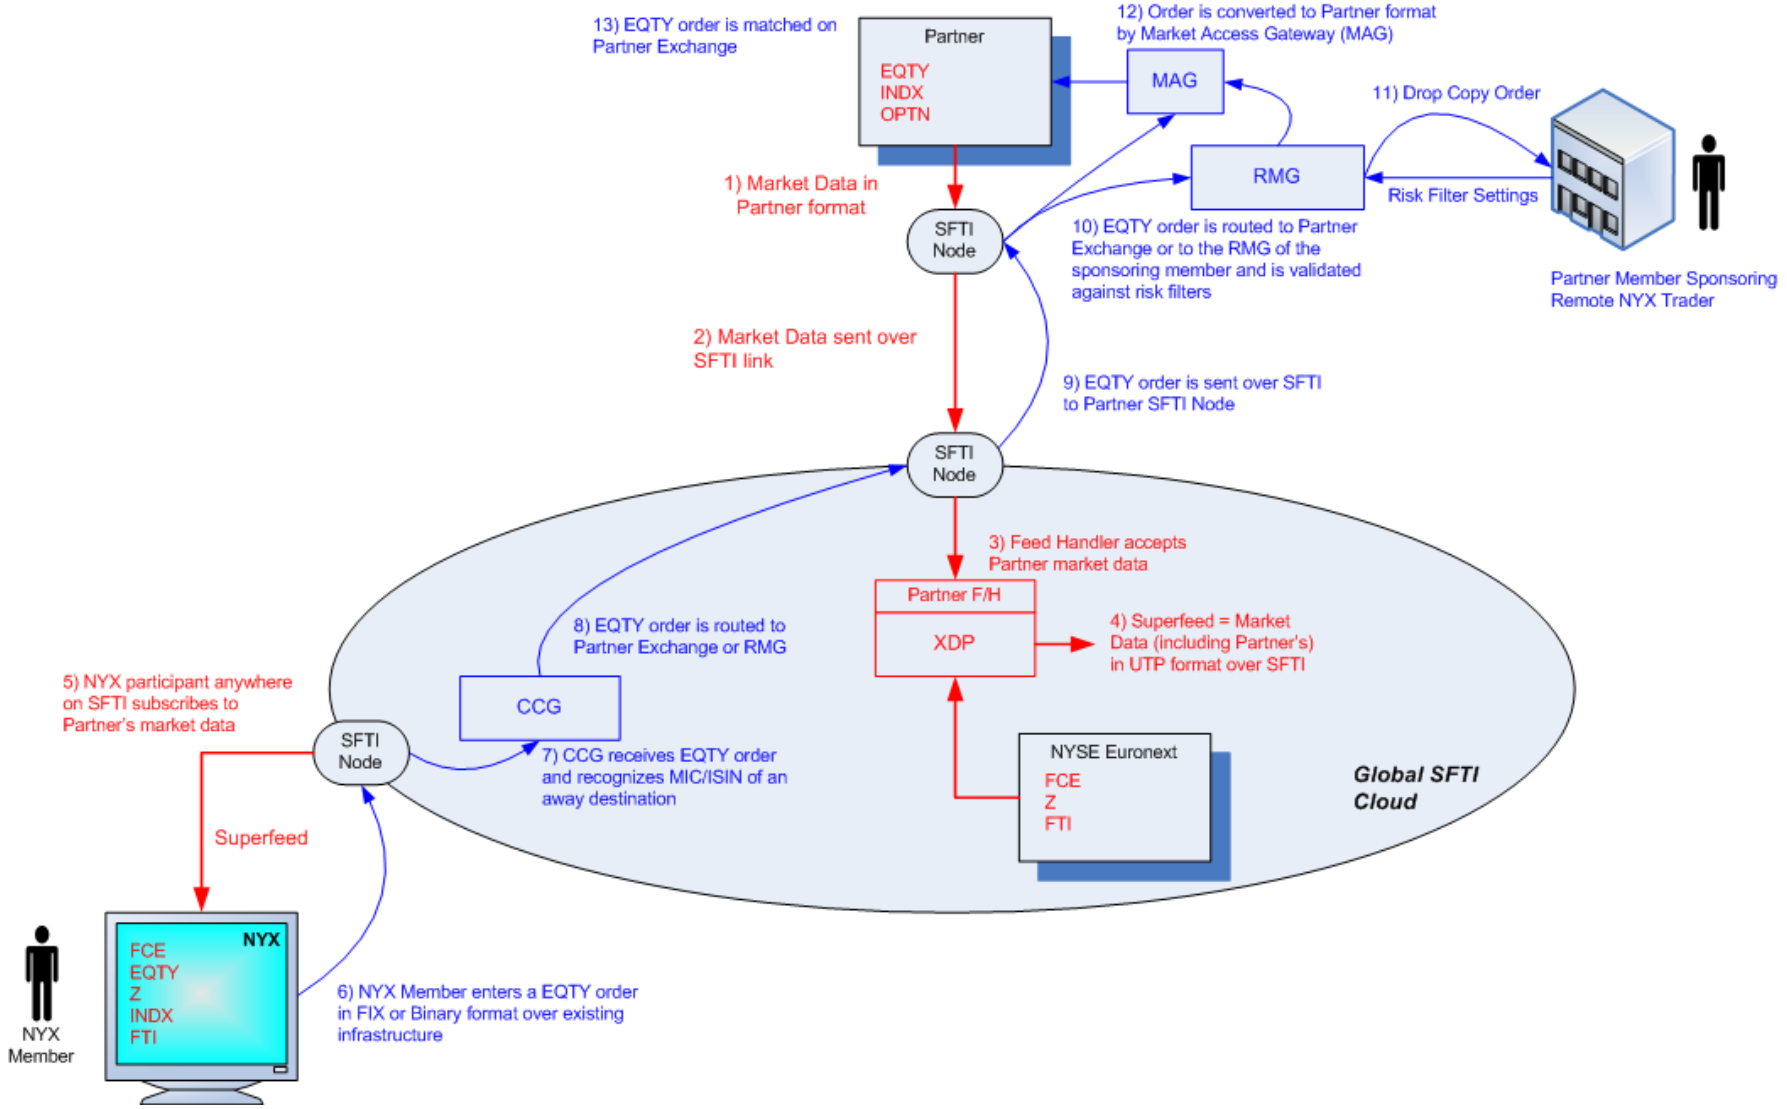 13) EQTY order is matched on
Partner Exchange
Partner
EQTY
INDX
OPTN
12) Order is converted to Partner format
by Market Access Gateway (MAG)
MAG
11) Drop Copy Order
RMG
Risk Filter Settings
Partner Member Sponsoring
Remote NYX Trader
1) Market Data in
Partner format
SFTI
Node
10) EQTY order is routed to Partner
Exchange or to the RMG of the
sponsoring member and is validated
against risk filters
2) Market Data sent over
SFTI link
9) EQTY order is sent over SFTI
to Partner SFTI Node
SFTI
Node
3) Feed Handler accepts
Partner market data
Partner F/H
XDP
4) Superfeed = Market
Data (including Partner's)
in UTP format over SFTI
8) EQTY order is routed to
Partner Exchange or RMG
CCG
5) NYX participant anywhere
on SFTI subscribes to
Partner's market data
SFTI
Node
7) CCG receives EQTY order
and recognizes MIC/ISIN of an
away destination
NYSE Euronext
FCE
Z
FTI
Global SFTI
Cloud
Superfeed
NYX
FCE
EQTY
Z
INDX
FTI
NYX
Member
6) NYX Member enters a EQTY order
in FIX or Binary format over existing
infrastructure